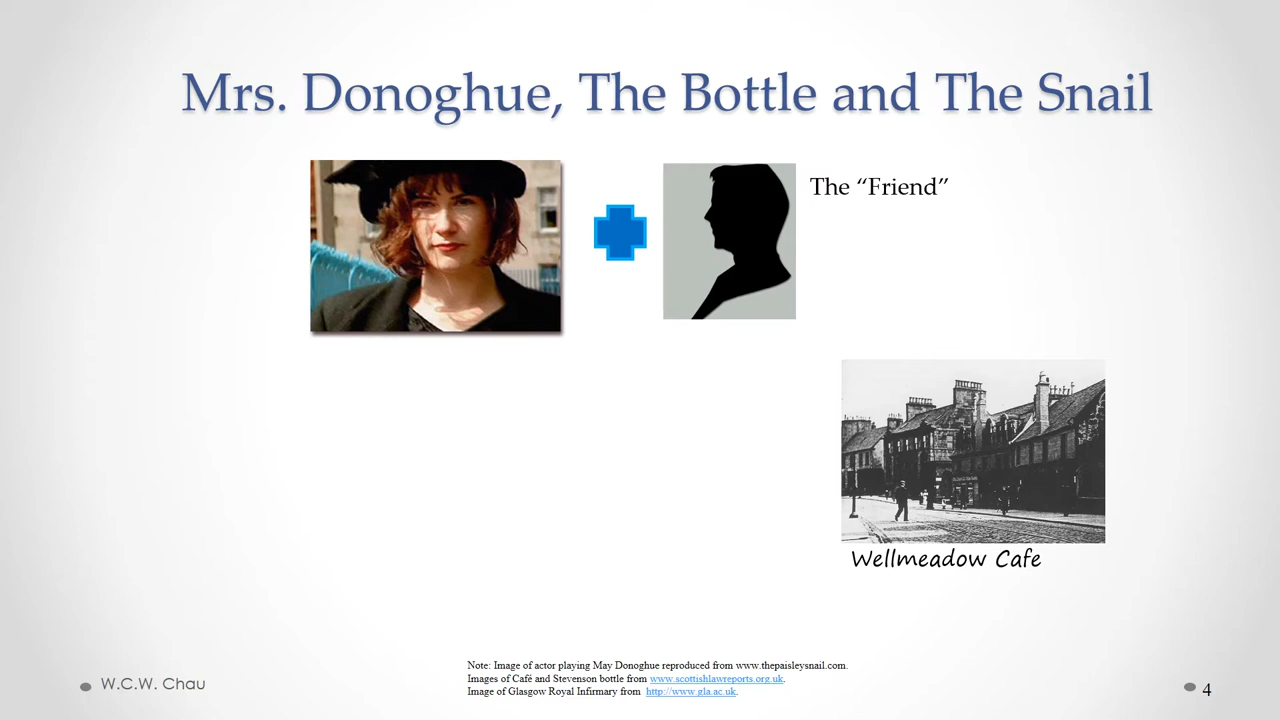 Mrs. Donoghue, The Bottle and The Snail
The “Friend”
Wellmeadow Cafe
Note: Image of actor playing May Donoghue reproduced from www.thepaisleysnail.com.
Images of Café and Stevenson bottle from www.scottishlawreports.org.uk.
Image of Glasgow Royal Infirmary from http://www.gla.ac.uk.
W.C.W. Chau
4